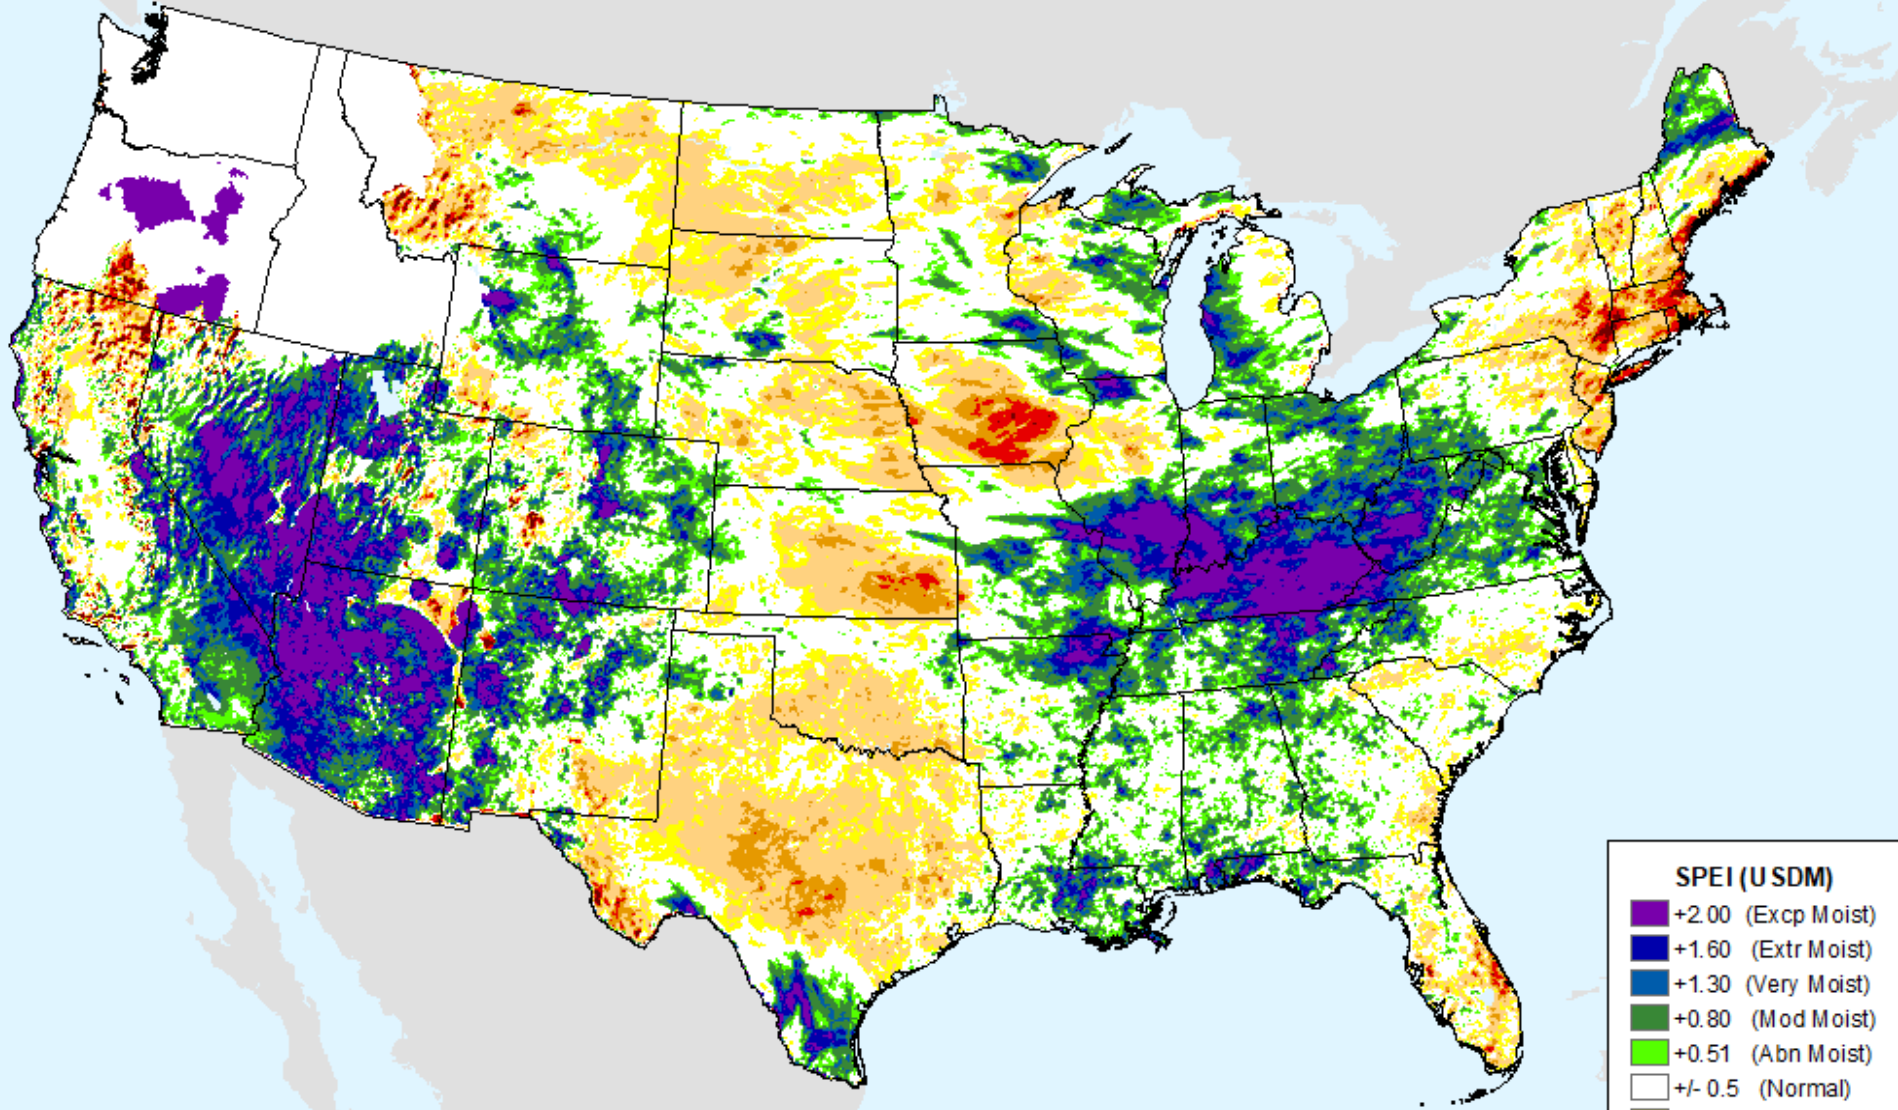 SPEI (USDM)
+2.00 (Excp Moist)
+1.60 (Extr Moist)
+1.30 (Very Moist)
+0.80 (Mod Moist)
+0.51 (Abn Moist)
+/- 0.5 (Normal)